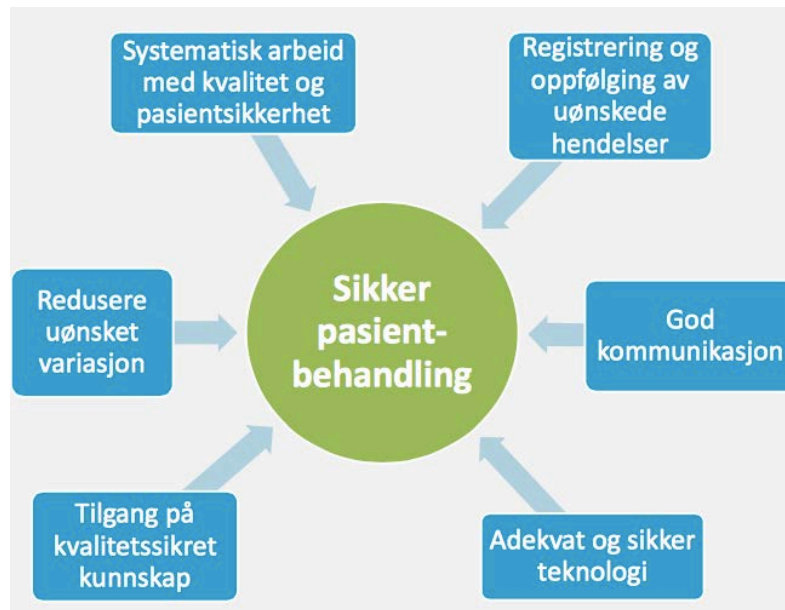 Systematisk arbeid
med kvalitet og
pasientsikkerhet
Registrering og
oppfølging av
uønskede
hendelser
Redusere
uønsket
variasjon
Sikker
pasient-
behandling
God
kommunikasjon
Tilgang på
kvalitetssikret
kunnskap
Adekvat og sikker
teknologi